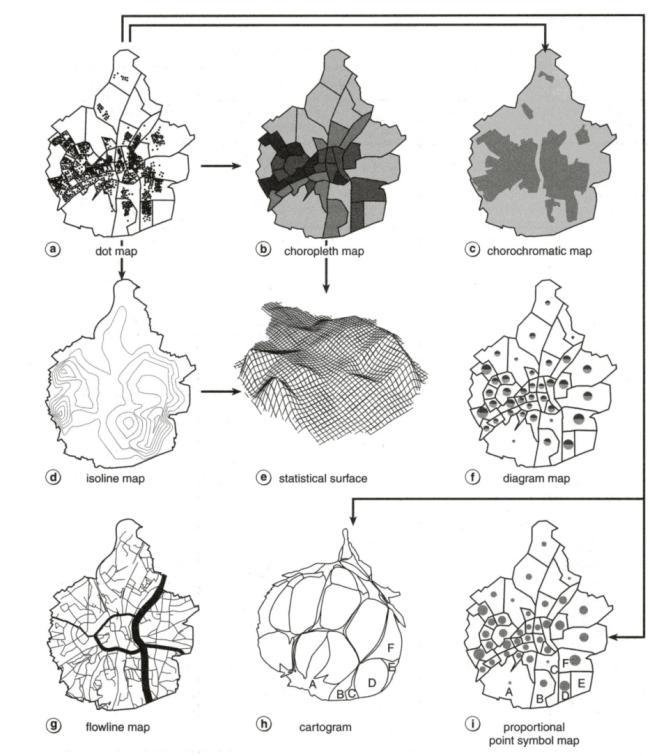 a dot map
b choropleth map
c chorochromatic map
d isoline map
e statistical surface
f diagram map
F
E
A
B
C
D
C
F
A
B
D
E
g flowline map
h cartogram
i proportional
point symbol map